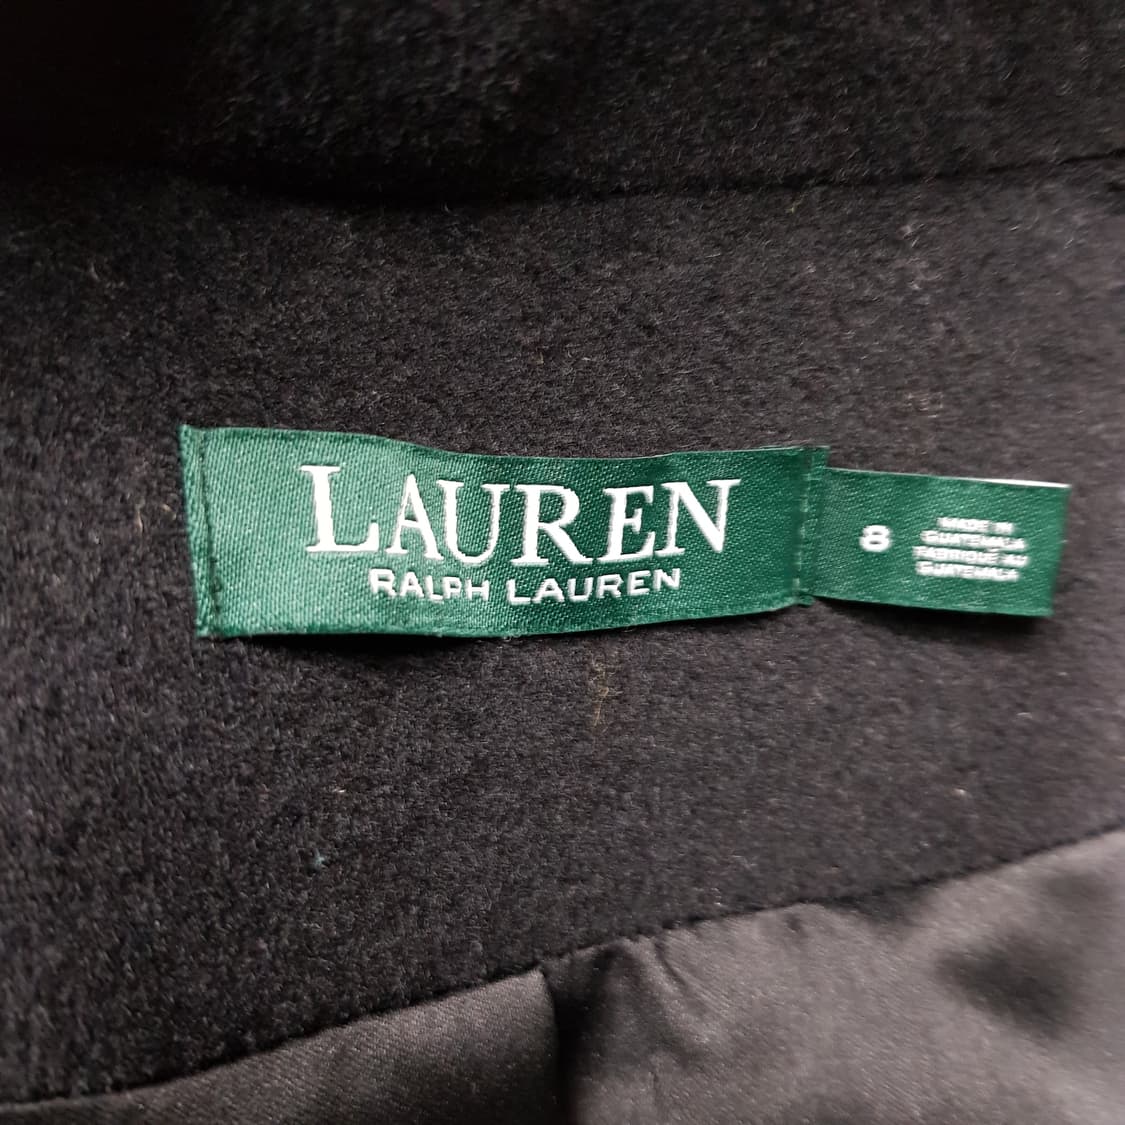 LAUREN
RALPH LAUREN
8
MADE IN
GUATEMALA
FABRIQUÉ AU
GUATEMALA